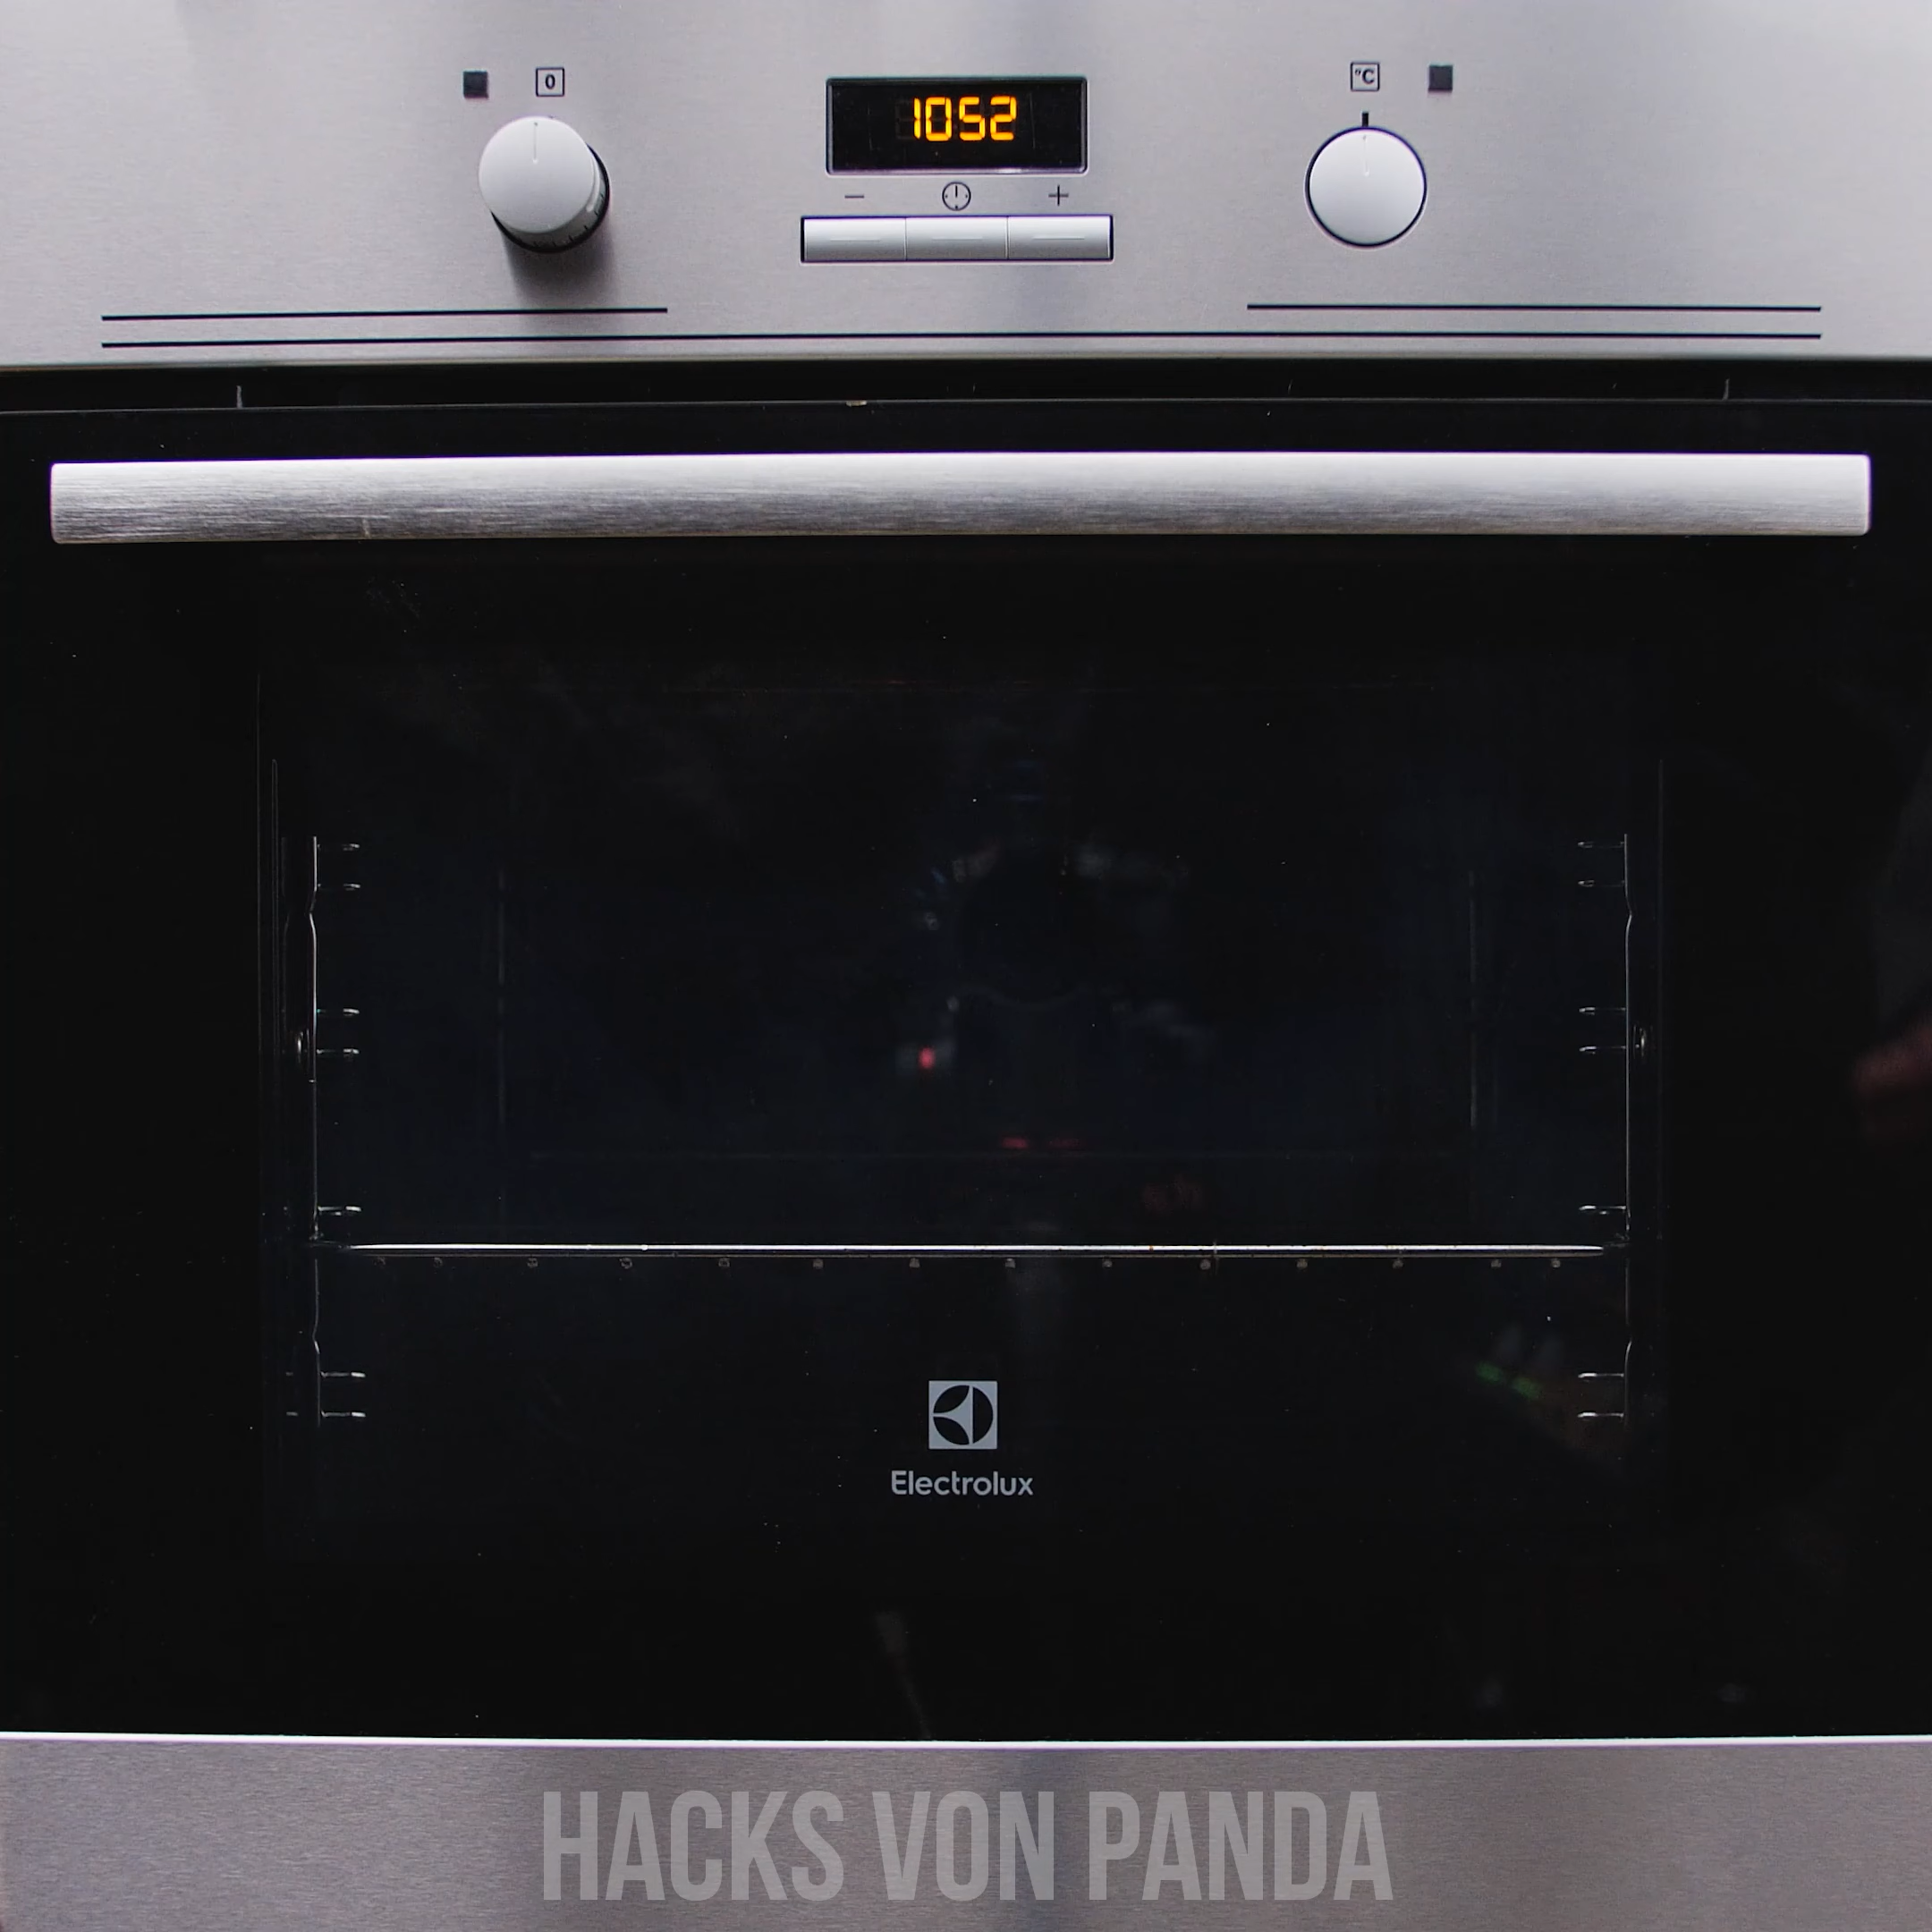 0
1052
°C
− +
Electrolux
HACKS VON PANDA